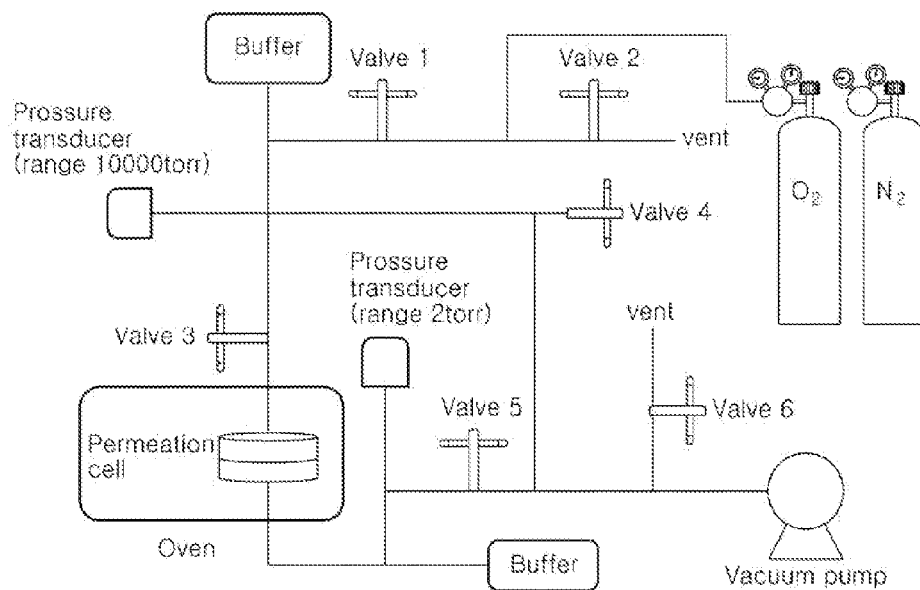 Buffer
Valve 1
Valve 2
Prossure
transducer
(range 10000torr)
vent
O2
N2
Valve 4
Prossure
transducer
(range 2torr)
Valve 3
vent
Valve 5
Valve 6
Permeation
cell
Oven
Buffer
Vacuum pump